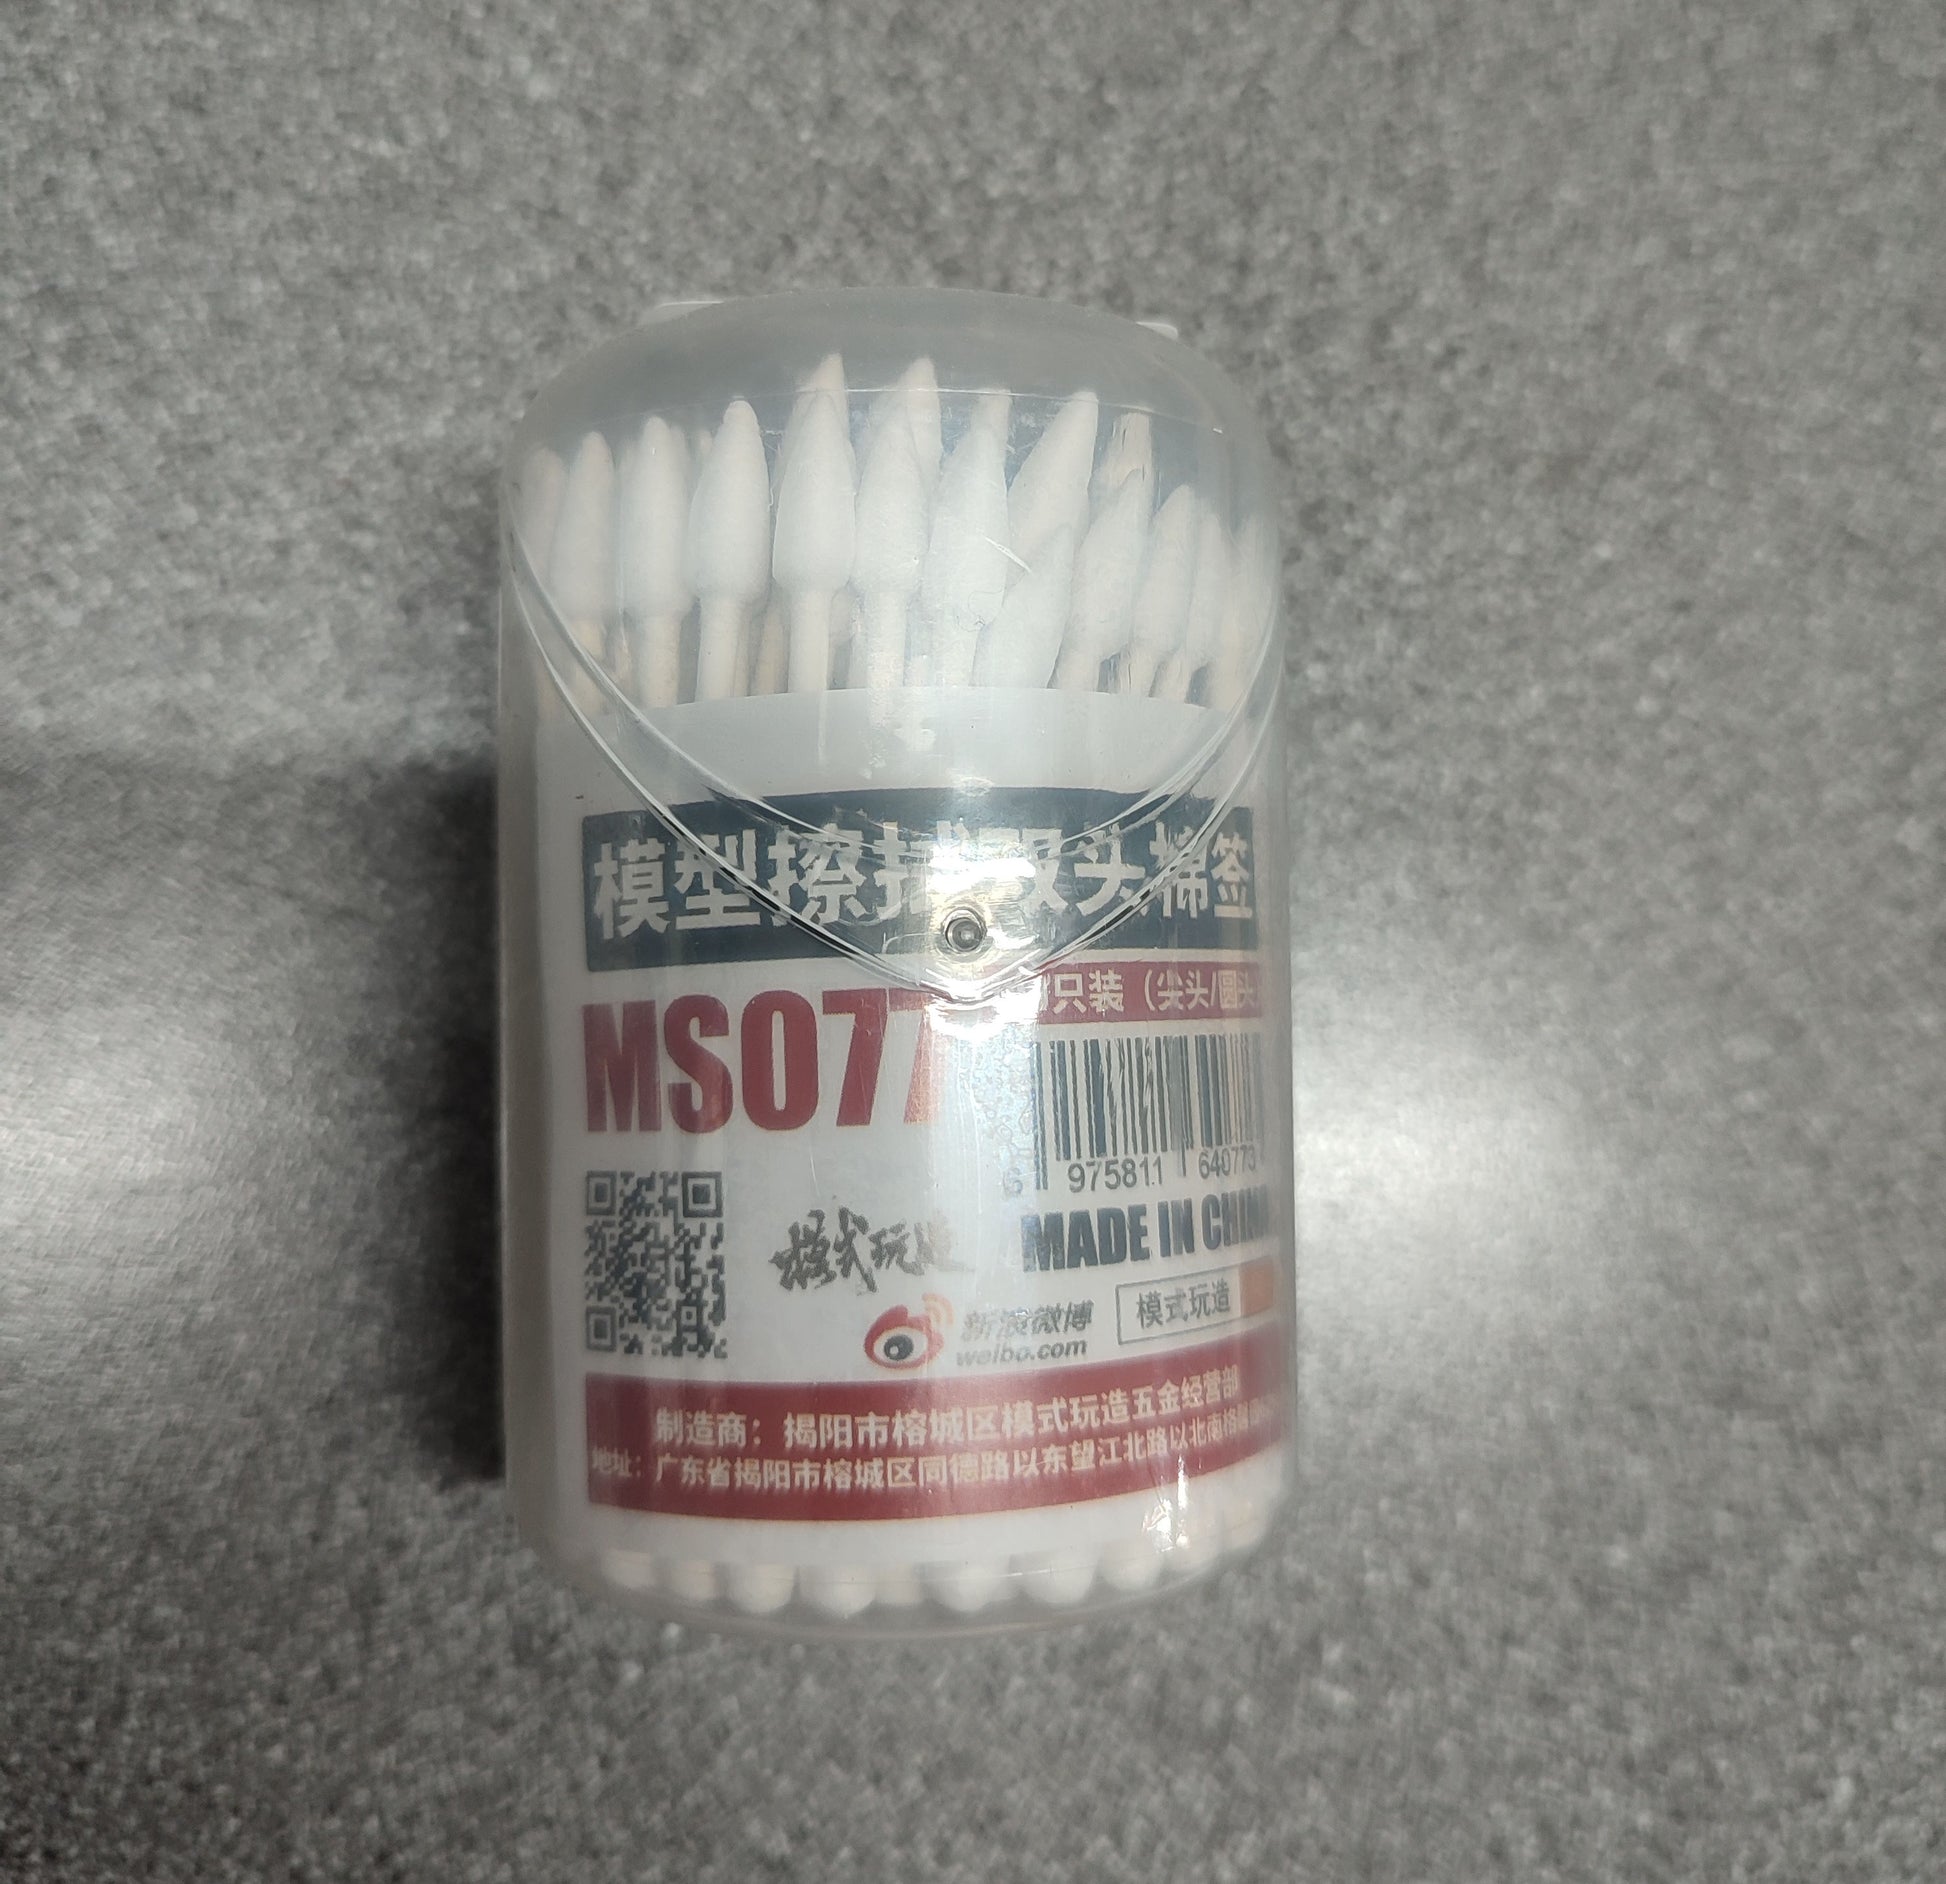 模型擦拭双头棉签
MS077
只装（尖头/圆头
6 975811 640773
MADE IN CHINA
模式玩造
新浪微博
weibo.com
模式玩造
制造商：揭阳市榕城区模式玩造五金经营部
地址：广东省揭阳市榕城区同德路以东望江北路以北南